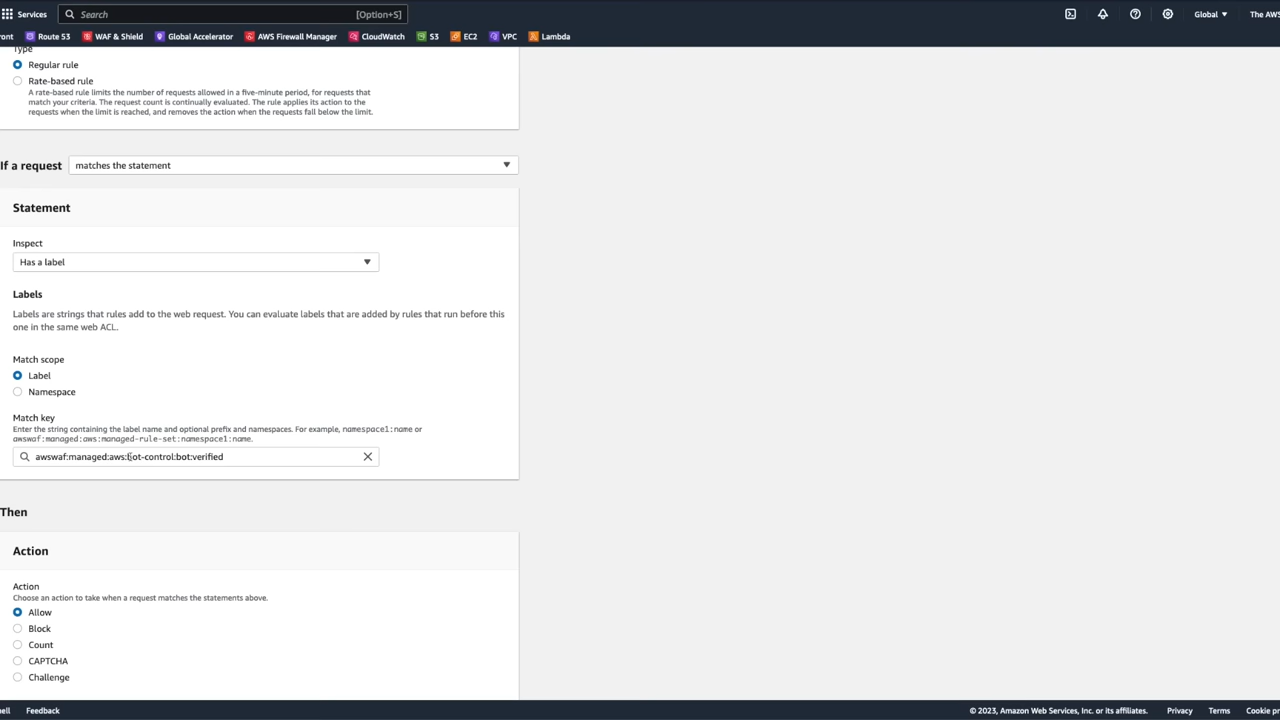 Services
Search
[Option+S]
Global
The AWS
ront
Route 53
WAF & Shield
Global Accelerator
AWS Firewall Manager
CloudWatch
S3
EC2
VPC
Lambda
Type
Regular rule
Rate-based rule
A rate-based rule limits the number of requests allowed in a five-minute period, for requests that
match your criteria. The request count is continually evaluated. The rule applies its action to the
requests when the limit is reached, and removes the action when the requests fall below the limit.
If a request
matches the statement
Statement
Inspect
Has a label
Labels
Labels are strings that rules add to the web request. You can evaluate labels that are added by rules that run before this
one in the same web ACL.
Match scope
Label
Namespace
Match key
Enter the string containing the label name and optional prefix and namespaces. For example, namespace1:name or
awswaf:managed:aws:managed-rule-set:namespace1:name.
awswaf:managed:aws:bot-control:bot:verified
Then
Action
Action
Choose an action to take when a request matches the statements above.
Allow
Block
Count
CAPTCHA
Challenge
hell
Feedback
© 2023, Amazon Web Services, Inc. or its affiliates.
Privacy
Terms
Cookie p